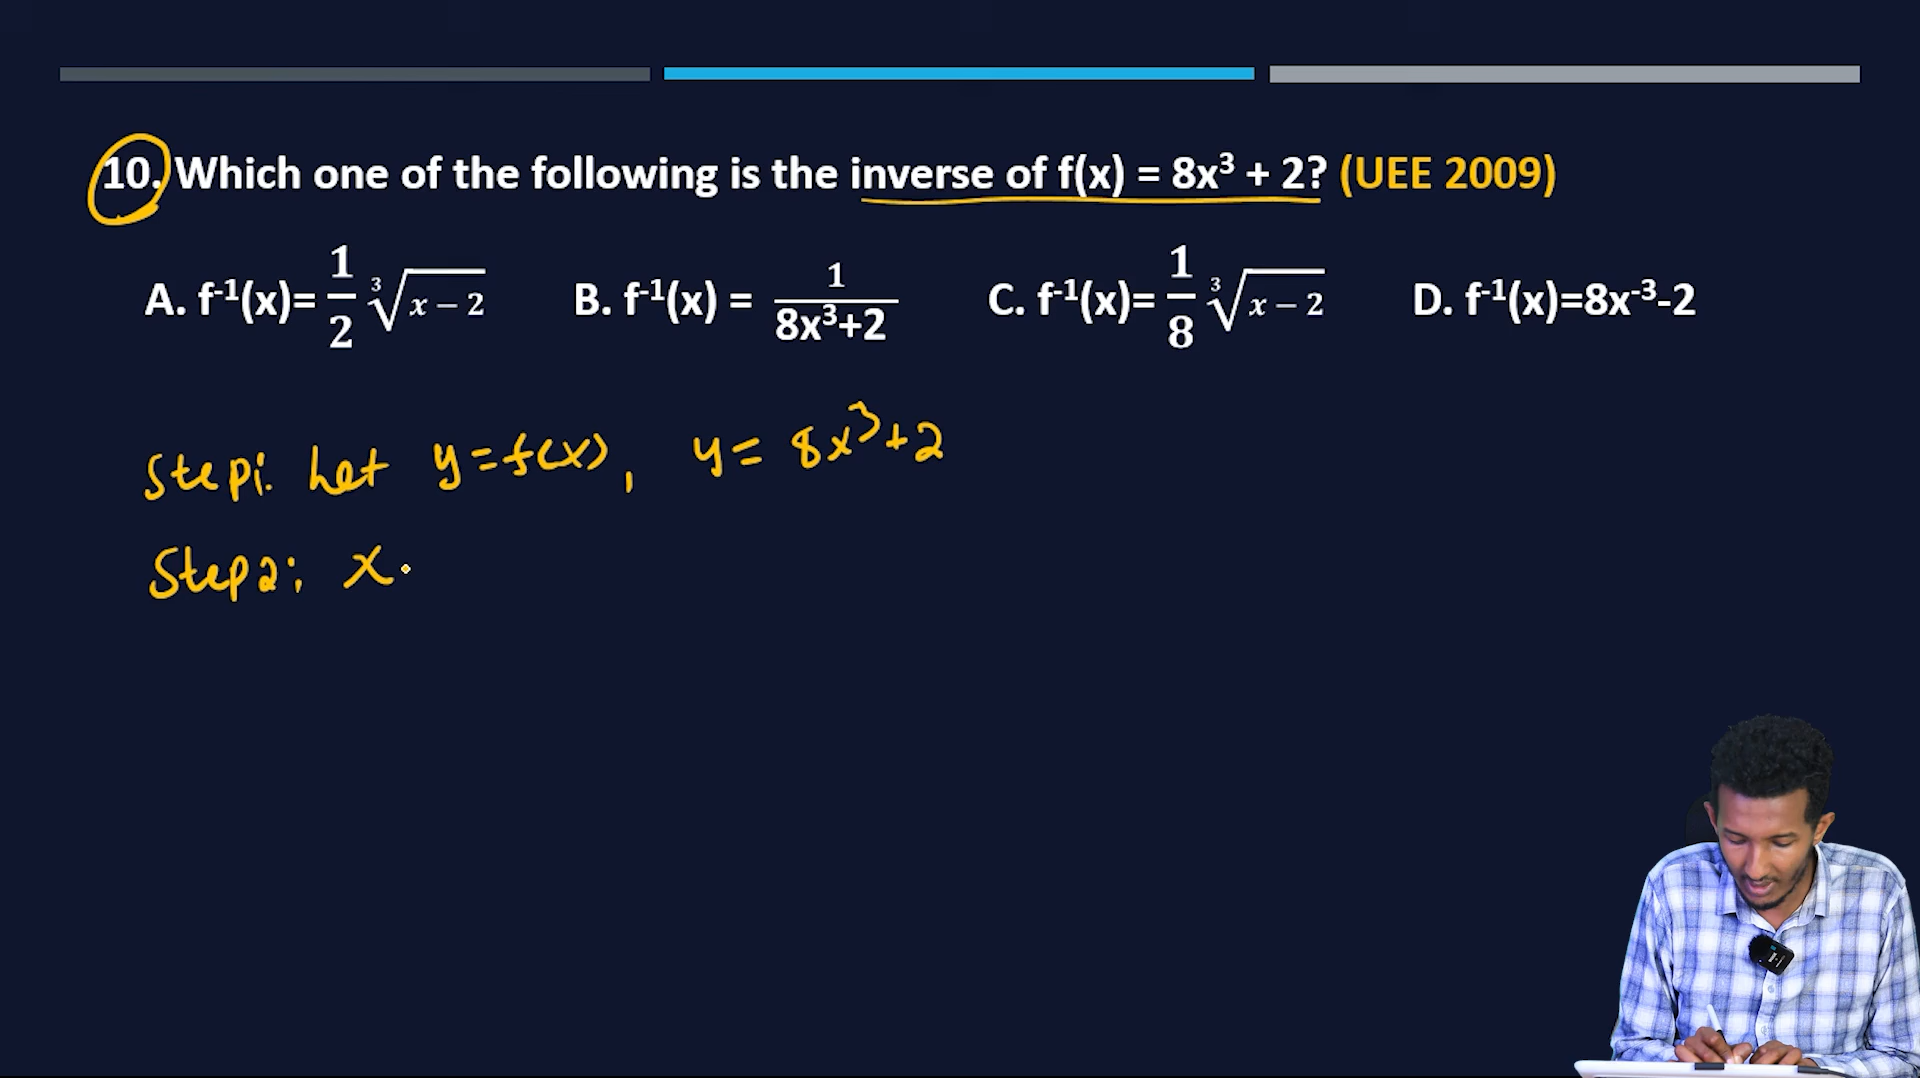 10. Which one of the following is the inverse of f(x) = 8x³ + 2? (UEE 2009)
A. f⁻¹(x)= 1/2 ∛(x − 2) B. f⁻¹(x) = 1/(8x³+2) C. f⁻¹(x)= 1/8 ∛(x − 2) D. f⁻¹(x)=8x⁻³-2
Step1: Let y=f(x), y= 8x³+2
Step2: x